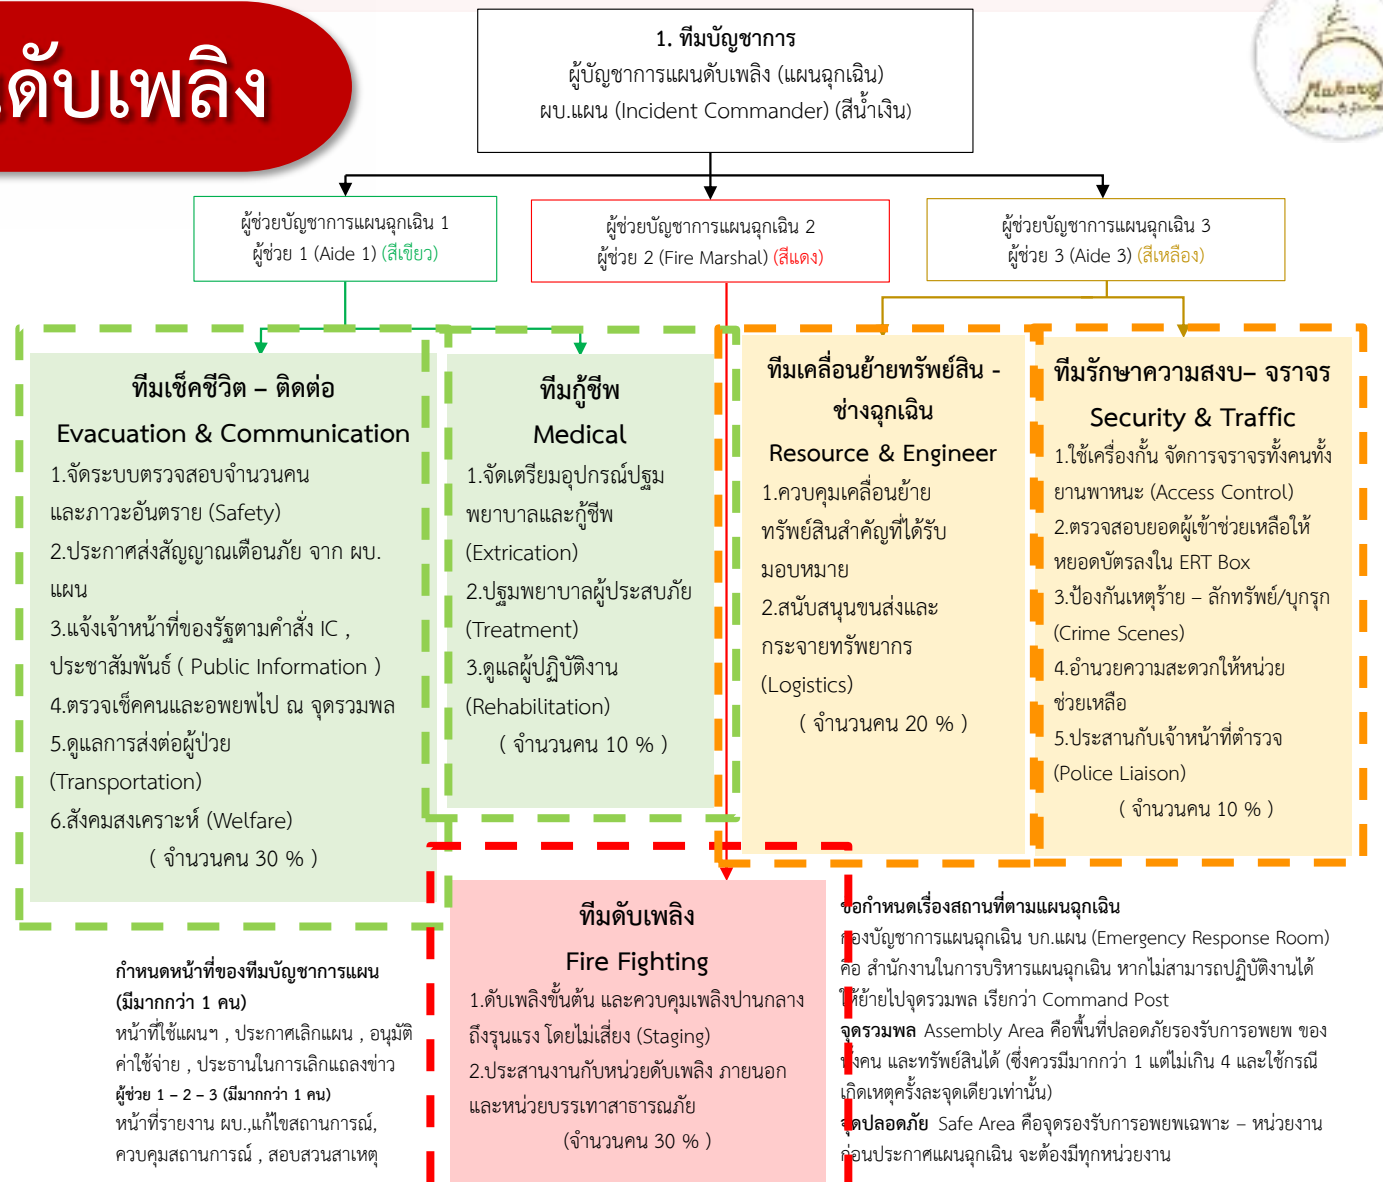 ดับเพลิง
1. ทีมบัญชาการ
ผู้บัญชาการแผนดับเพลิง (แผนฉุกเฉิน)
ผบ.แผน (Incident Commander) (สีน้ำเงิน)
ผู้ช่วยบัญชาการแผนฉุกเฉิน 1
ผู้ช่วย 1 (Aide 1) (สีเขียว)
ผู้ช่วยบัญชาการแผนฉุกเฉิน 2
ผู้ช่วย 2 (Fire Marshal) (สีแดง)
ผู้ช่วยบัญชาการแผนฉุกเฉิน 3
ผู้ช่วย 3 (Aide 3) (สีเหลือง)
ทีมเช็คชีวิต – ติดต่อ
Evacuation & Communication
1.จัดระบบตรวจสอบจำนวนคน
และภาวะอันตราย (Safety)
2.ประกาศส่งสัญญาณเตือนภัย จาก ผบ.
แผน
3.แจ้งเจ้าหน้าที่ของรัฐตามคำสั่ง IC ,
ประชาสัมพันธ์ ( Public Information )
4.ตรวจเช็คคนและอพยพไป ณ จุดรวมพล
5.ดูแลการส่งต่อผู้ป่วย
(Transportation)
6.สังคมสงเคราะห์ (Welfare)
( จำนวนคน 30 % )
ทีมกู้ชีพ
Medical
1.จัดเตรียมอุปกรณ์ปฐม
พยาบาลและกู้ชีพ
(Extrication)
2.ปฐมพยาบาลผู้ประสบภัย
(Treatment)
3.ดูแลผู้ปฏิบัติงาน
(Rehabilitation)
( จำนวนคน 10 % )
ทีมเคลื่อนย้ายทรัพย์สิน -
ช่างฉุกเฉิน
Resource & Engineer
1.ควบคุมเคลื่อนย้าย
ทรัพย์สินสำคัญที่ได้รับ
มอบหมาย
2.สนับสนุนขนส่งและ
กระจายทรัพยากร
(Logistics)
( จำนวนคน 20 % )
ทีมรักษาความสงบ– จราจร
Security & Traffic
1.ใช้เครื่องกั้น จัดการจราจรทั้งคนทั้ง
ยานพาหนะ (Access Control)
2.ตรวจสอบยอดผู้เข้าช่วยเหลือให้
หยอดบัตรลงใน ERT Box
3.ป้องกันเหตุร้าย – ลักทรัพย์/บุกรุก
(Crime Scenes)
4.อำนวยความสะดวกให้หน่วย
ช่วยเหลือ
5.ประสานกับเจ้าหน้าที่ตำรวจ
(Police Liaison)
( จำนวนคน 10 % )
ทีมดับเพลิง
Fire Fighting
1.ดับเพลิงขั้นต้น และควบคุมเพลิงปานกลาง
ถึงรุนแรง โดยไม่เสี่ยง (Staging)
2.ประสานงานกับหน่วยดับเพลิง ภายนอก
และหน่วยบรรเทาสาธารณภัย
(จำนวนคน 30 % )
กำหนดหน้าที่ของทีมบัญชาการแผน
(มีมากกว่า 1 คน)
หน้าที่ใช้แผนฯ , ประกาศเลิกแผน , อนุมัติ
ค่าใช้จ่าย , ประธานในการเลิกแถลงข่าว
ผู้ช่วย 1 – 2 – 3 (มีมากกว่า 1 คน)
หน้าที่รายงาน ผบ.,แก้ไขสถานการณ์,
ควบคุมสถานการณ์ , สอบสวนสาเหตุ
ข้อกำหนดเรื่องสถานที่ตามแผนฉุกเฉิน
กองบัญชาการแผนฉุกเฉิน บก.แผน (Emergency Response Room)
คือ สำนักงานในการบริหารแผนฉุกเฉิน หากไม่สามารถปฏิบัติงานได้
ให้ย้ายไปจุดรวมพล เรียกว่า Command Post
จุดรวมพล Assembly Area คือพื้นที่ปลอดภัยรองรับการอพยพ ของ
ทั้งคน และทรัพย์สินได้ (ซึ่งควรมีมากกว่า 1 แต่ไม่เกิน 4 และใช้กรณี
เกิดเหตุครั้งละจุดเดียวเท่านั้น)
จุดปลอดภัย Safe Area คือจุดรองรับการอพยพเฉพาะ – หน่วยงาน
ก่อนประกาศแผนฉุกเฉิน จะต้องมีทุกหน่วยงาน